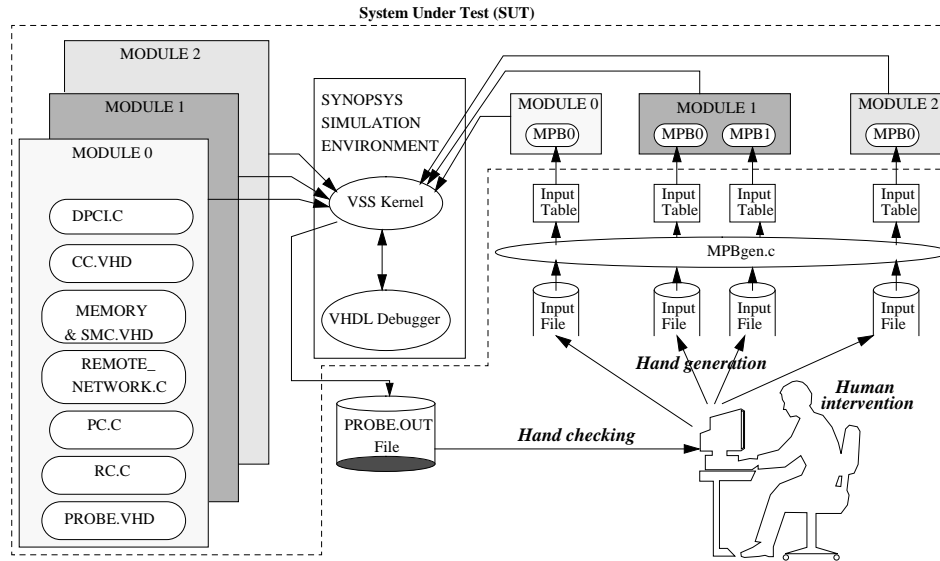 System Under Test (SUT)
MODULE 2
MODULE 1
MODULE 0
DPCI.C
CC.VHD
MEMORY
& SMC.VHD
REMOTE_
NETWORK.C
PC.C
RC.C
PROBE.VHD
SYNOPSYS
SIMULATION
ENVIRONMENT
VSS Kernel
VHDL Debugger
PROBE.OUT
File
MODULE 0
MPB0
MODULE 1
MPB0
MPB1
MODULE 2
MPB0
Input
Table
Input
Table
Input
Table
Input
Table
MPBgen.c
Input
File
Input
File
Input
File
Input
File
Hand generation
Human
intervention
Hand checking